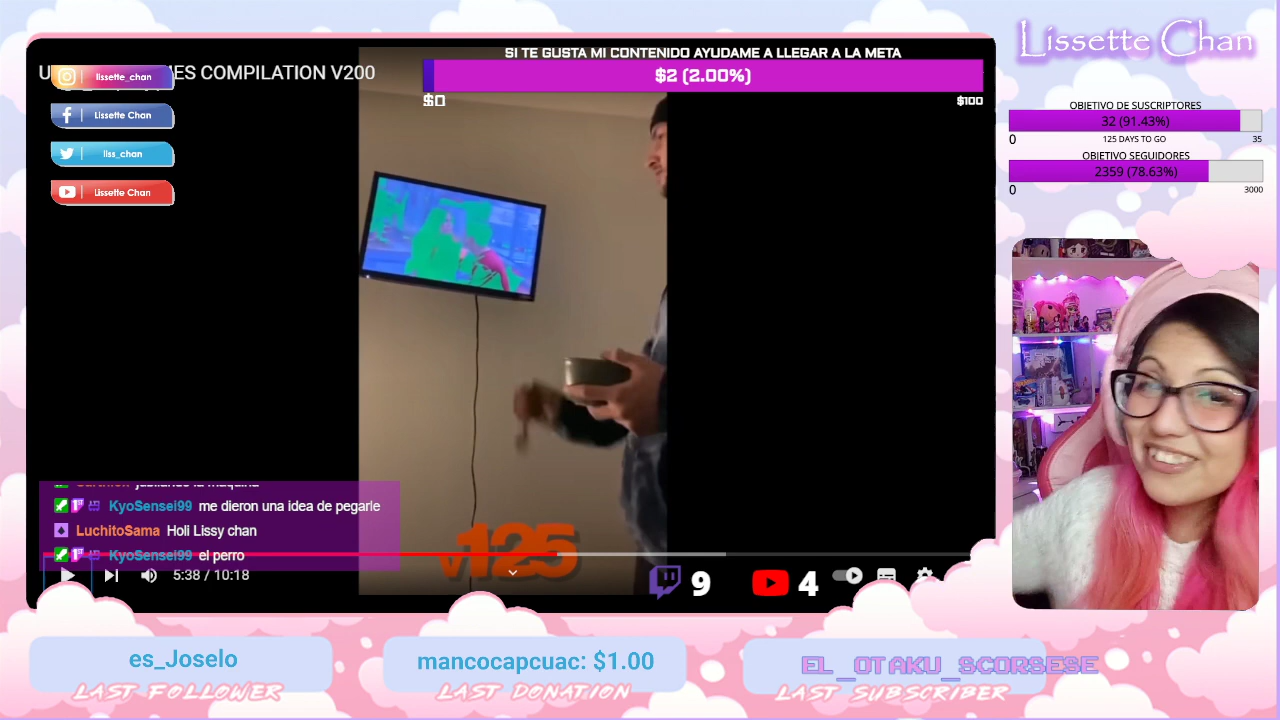 Lissette Chan
SI TE GUSTA MI CONTENIDO AYUDAME A LLEGAR A LA META
ES COMPILATION V200
$2 (2.00%)
$0
$100
lissette_chan
Lissette Chan
liss_chan
Lissette Chan
OBJETIVO DE SUSCRIPTORES
32 (91.43%)
0
125 DAYS TO GO
35
OBJETIVO SEGUIDORES
2359 (78.63%)
0
3000
KyoSensei99 me dieron una idea de pegarle
LuchitoSama Holi Lissy chan
KyoSensei99 el perro
V125
5:38 / 10:18
9
4
es_Joselo
LAST FOLLOWER
mancocapcuac: $1.00
LAST DONATION
EL_OTAKU_SCORSESE
LAST SUBSCRIBER